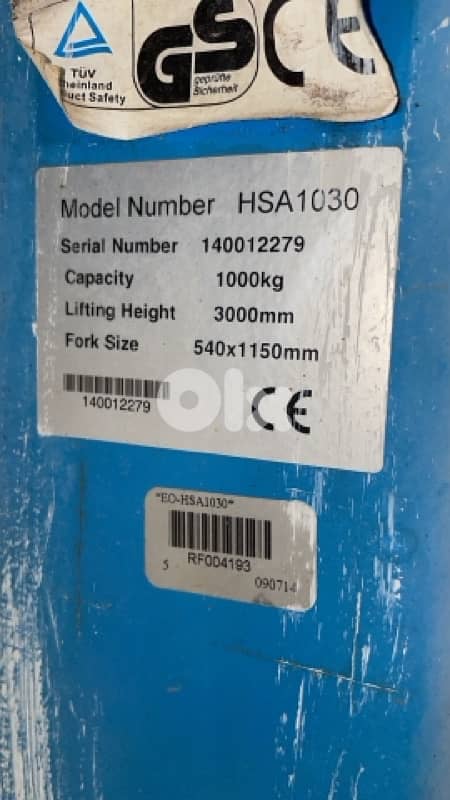 TÜV
heinland
uct Safety
GS
geprüfte
Sicherheit
CE
Model Number HSA1030
Serial Number 140012279
Capacity 1000kg
Lifting Height 3000mm
Fork Size 540x1150mm
140012279
olx
CE
"EO-HSA1030"
RF004193
5 090714